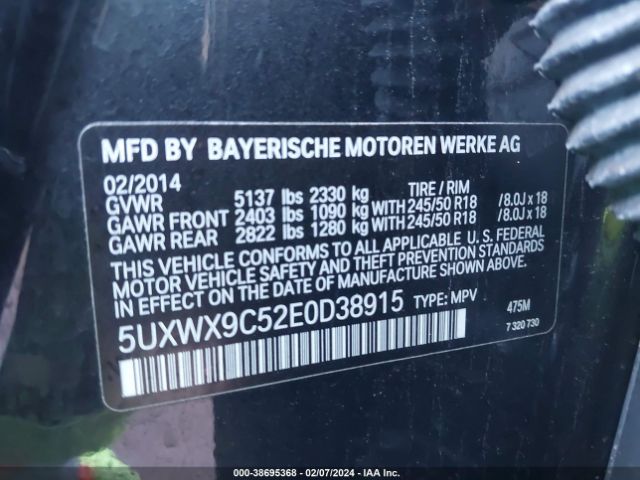 MFD BY BAYERISCHE MOTOREN WERKE AG
02/2014
GVWR 5137 lbs 2330 kg TIRE / RIM
GAWR FRONT 2403 lbs 1090 kg WITH 245/50 R18 / 8.0J x 18
GAWR REAR 2822 lbs 1280 kg WITH 245/50 R18 / 8.0J x 18
THIS VEHICLE CONFORMS TO ALL APPLICABLE U. S. FEDERAL
MOTOR VEHICLE SAFETY AND THEFT PREVENTION STANDARDS
IN EFFECT ON THE DATE OF MANUFACTURE SHOWN ABOVE.
5UXWX9C52E0D38915 TYPE: MPV 475M
7 320 730
000-38695368 - 02/07/2024 - IAA Inc.